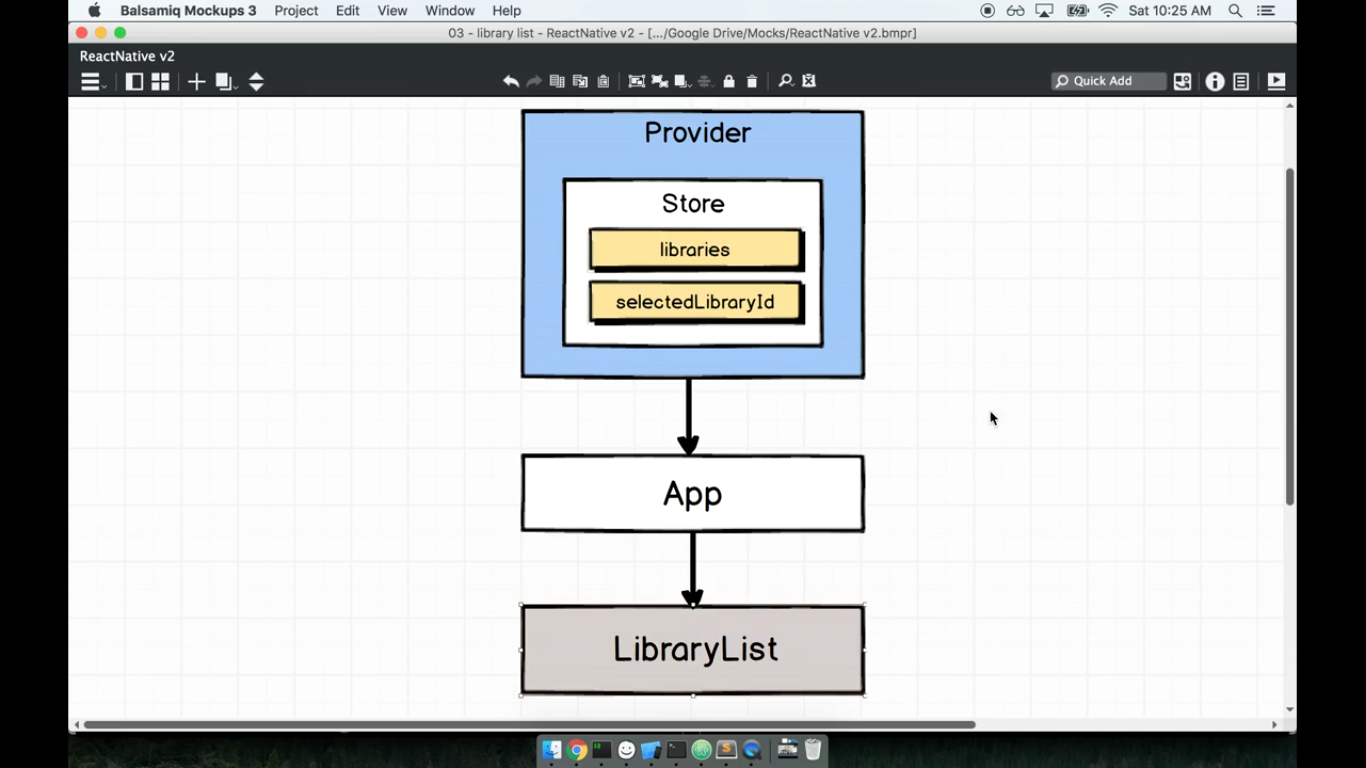 Balsamiq Mockups 3 Project Edit View Window Help Sat 10:25 AM
03 - library list - ReactNative v2 - [.../Google Drive/Mocks/ReactNative v2.bmpr]
ReactNative v2
Quick Add
Provider
Store
libraries
selectedLibraryId
App
LibraryList